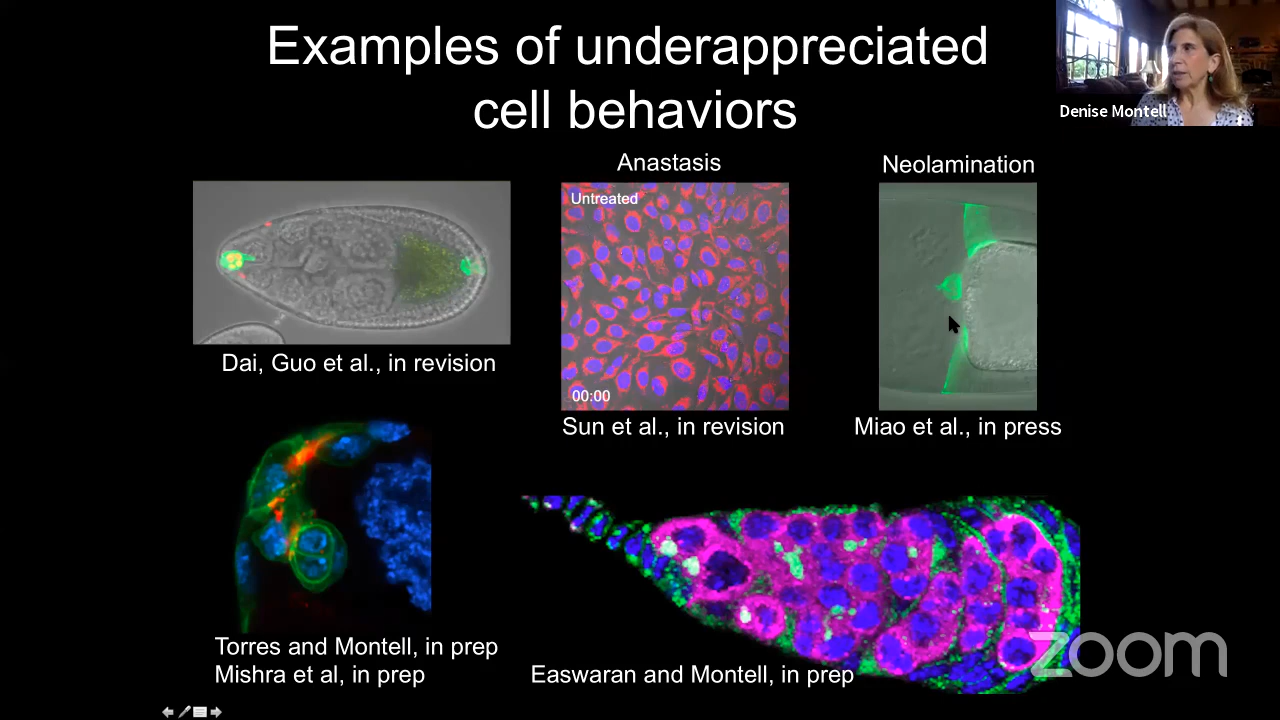 Examples of underappreciated
cell behaviors
Denise Montell
Anastasis
Neolamination
Untreated
00:00
Dai, Guo et al., in revision
Sun et al., in revision
Miao et al., in press
Torres and Montell, in prep
Mishra et al, in prep
Easwaran and Montell, in prep
zoom